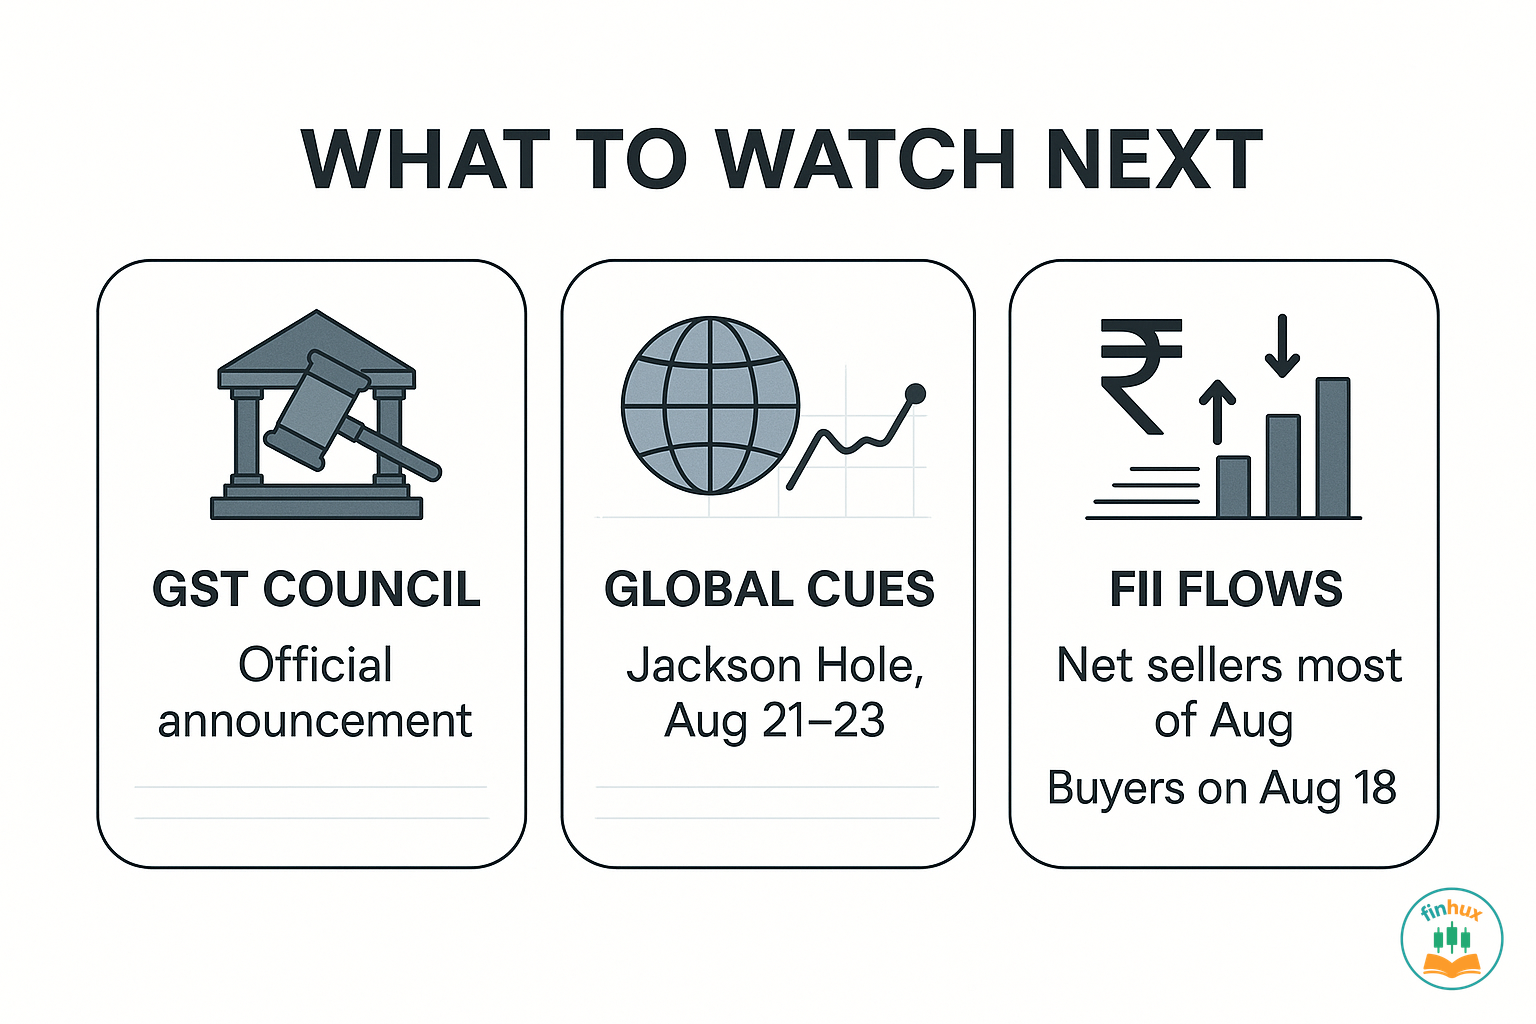 WHAT TO WATCH NEXT
GST COUNCIL
Official
announcement
GLOBAL CUES
Jackson Hole,
Aug 21–23
₹
FII FLOWS
Net sellers most
of Aug
Buyers on Aug 18
finhux